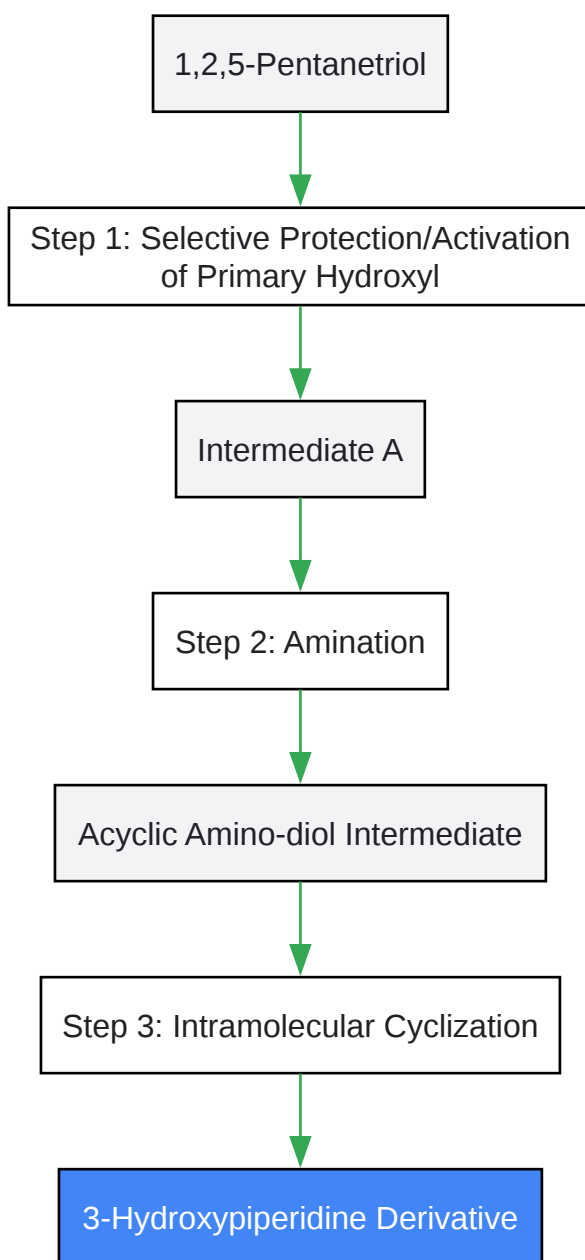 1,2,5-Pentanetriol
Step 1: Selective Protection/Activation
of Primary Hydroxyl
Intermediate A
Step 2: Amination
Acyclic Amino-diol Intermediate
Step 3: Intramolecular Cyclization
3-Hydroxypiperidine Derivative